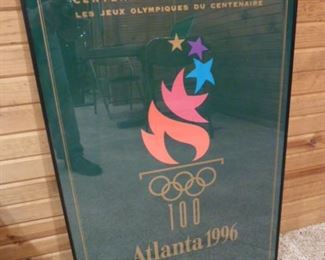 LES JEUX OLYMPIQUES DU CENTENAIRE
100
Atlanta 1996